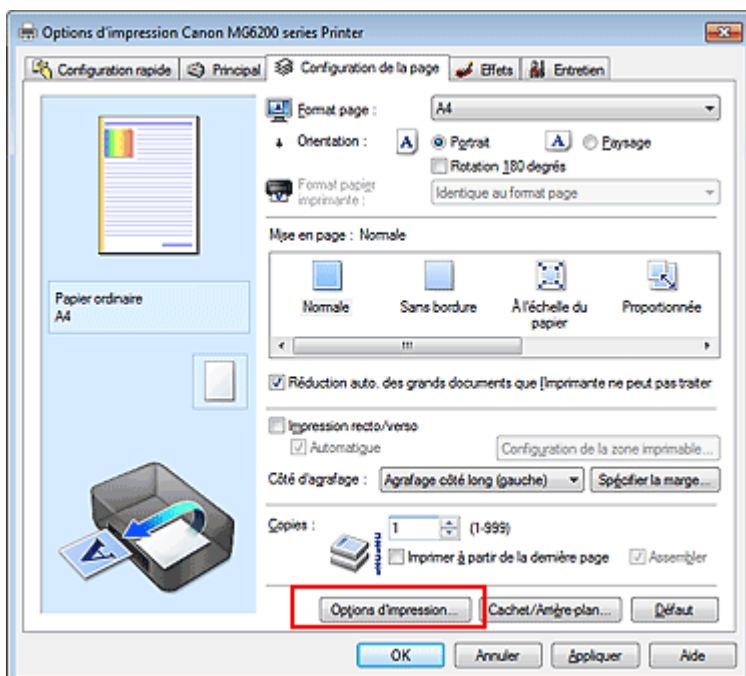 Options d'impression Canon MG6200 series Printer
Configuration rapide Principal Configuration de la page Effets Entretien
Format page : A4
Orientation : A Portrait A Paysage
Rotation 180 degrés
Format papier imprimante : Identique au format page
Mise en page : Normale
Normale Sans bordure À l'échelle du papier Proportionnée
Papier ordinaire
A4
Réduction auto. des grands documents que l'imprimante ne peut pas traiter
Impression recto/verso
Automatique Configuration de la zone imprimable...
Côté d'agrafage : Agrafage côté long (gauche) Spécifier la marge...
Copies : 1 (1-999)
Imprimer à partir de la dernière page Assembler
Options d'impression... Cachet/Arrière-plan... Défaut
OK Annuler Appliquer Aide